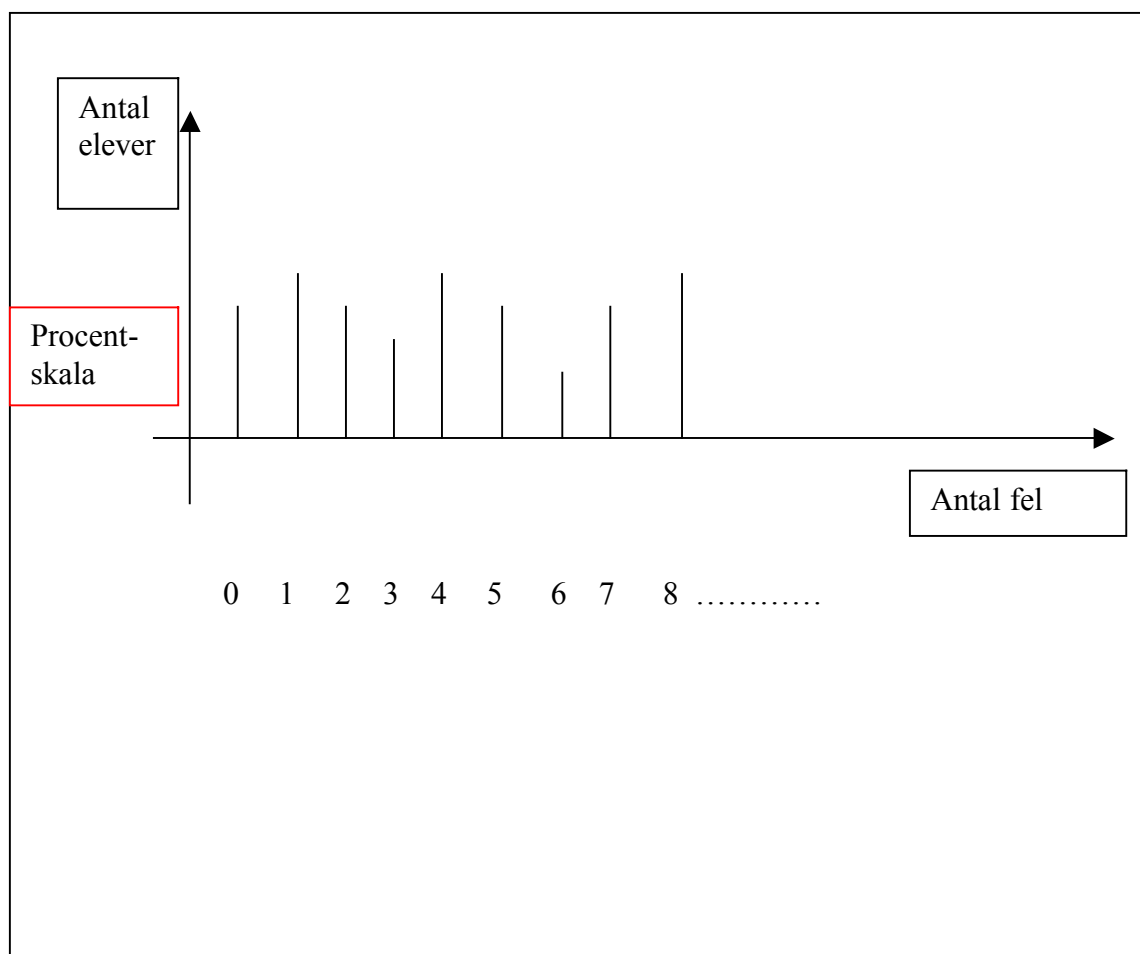 Antal
elever
Procent-
skala
Antal fel
0 1 2 3 4 5 6 7 8 …………